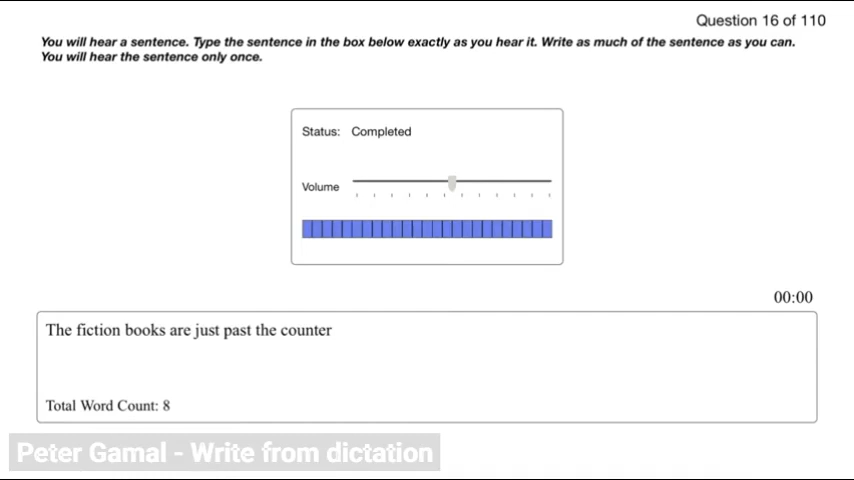 Question 16 of 110
You will hear a sentence. Type the sentence in the box below exactly as you hear it. Write as much of the sentence as you can.
You will hear the sentence only once.
Status: Completed
Volume
00:00
The fiction books are just past the counter
Total Word Count: 8
Peter Gamal - Write from dictation